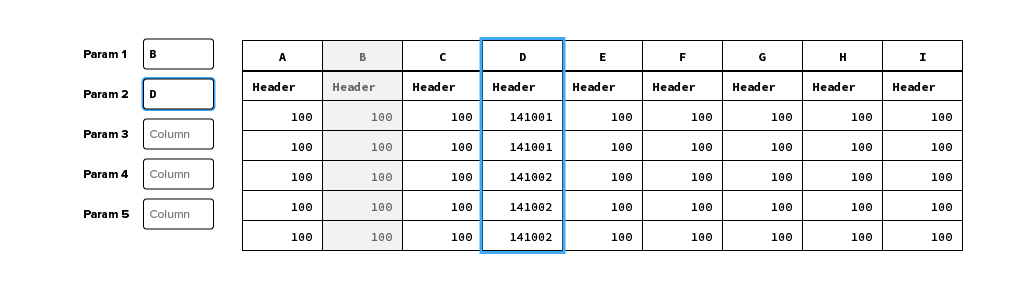 Param 1 B
Param 2 D
Param 3 Column
Param 4 Column
Param 5 Column
A B C D E F G H I
Header Header Header Header Header Header Header Header Header
100 100 100 141001 100 100 100 100 100
100 100 100 141001 100 100 100 100 100
100 100 100 141002 100 100 100 100 100
100 100 100 141002 100 100 100 100 100
100 100 100 141002 100 100 100 100 100